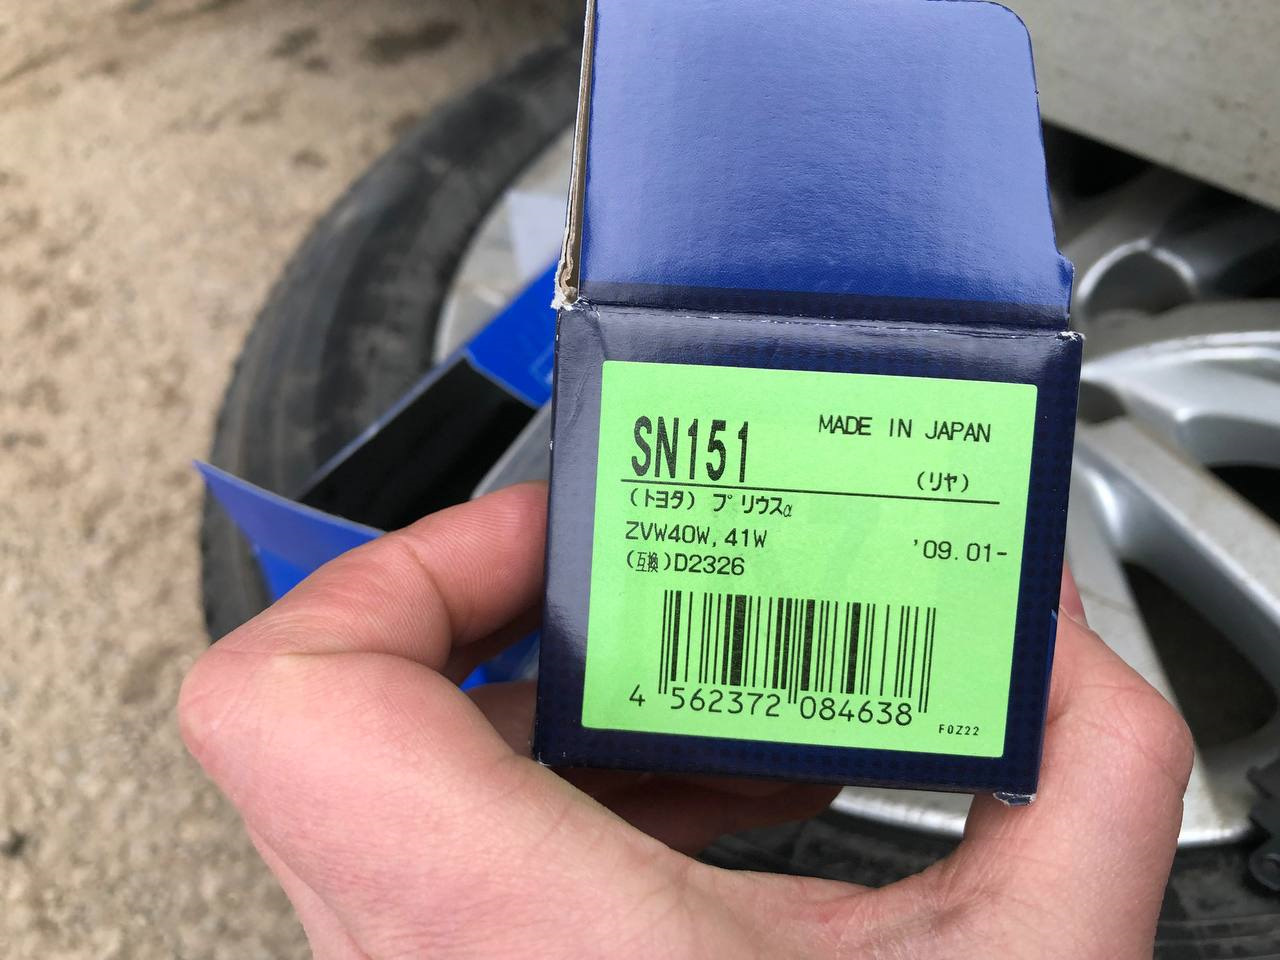 SN151
MADE IN JAPAN
(リヤ)
(トヨタ) プリウスα
ZVW40W, 41W
'09.01-
(互換)D2326
4 562372 084638
F0Z22